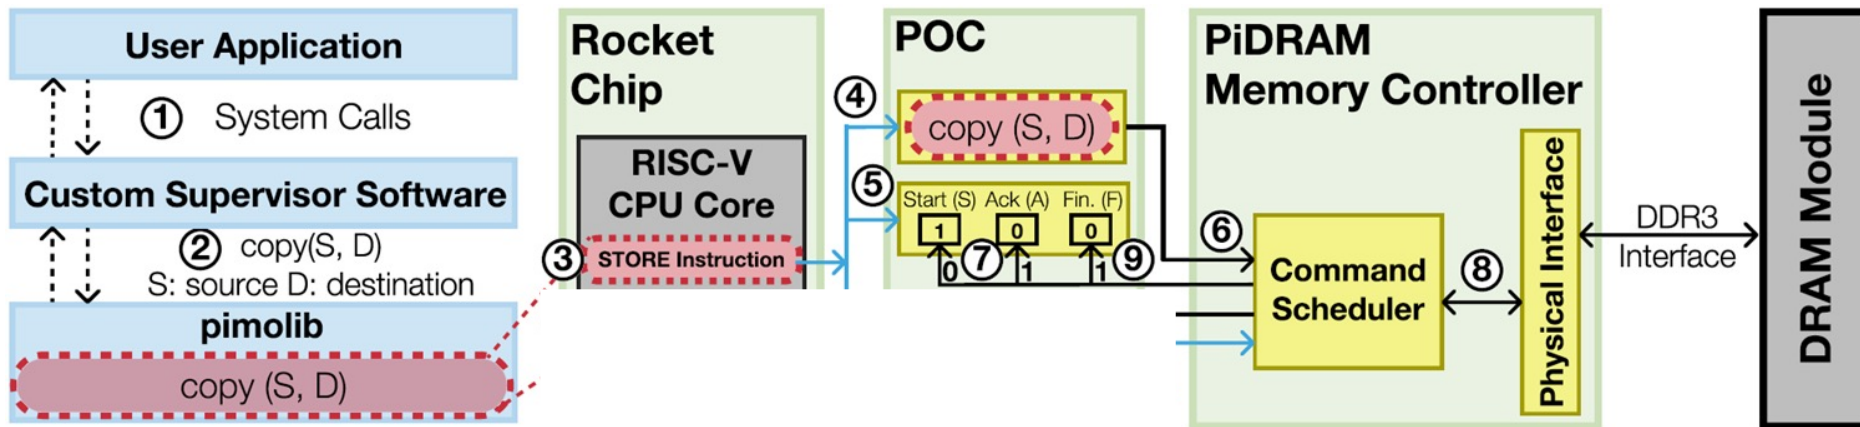 User Application
1 System Calls
Custom Supervisor Software
2 copy(S, D)
S: source D: destination
pimolib
copy (S, D)
Rocket
Chip
RISC-V
CPU Core
3 STORE Instruction
POC
4 copy (S, D)
5
Start (S) Ack (A) Fin. (F)
1 0 0
0 7 1 1 9
PiDRAM
Memory Controller
6
Command
Scheduler
8
Physical Interface
DDR3
Interface
DRAM Module